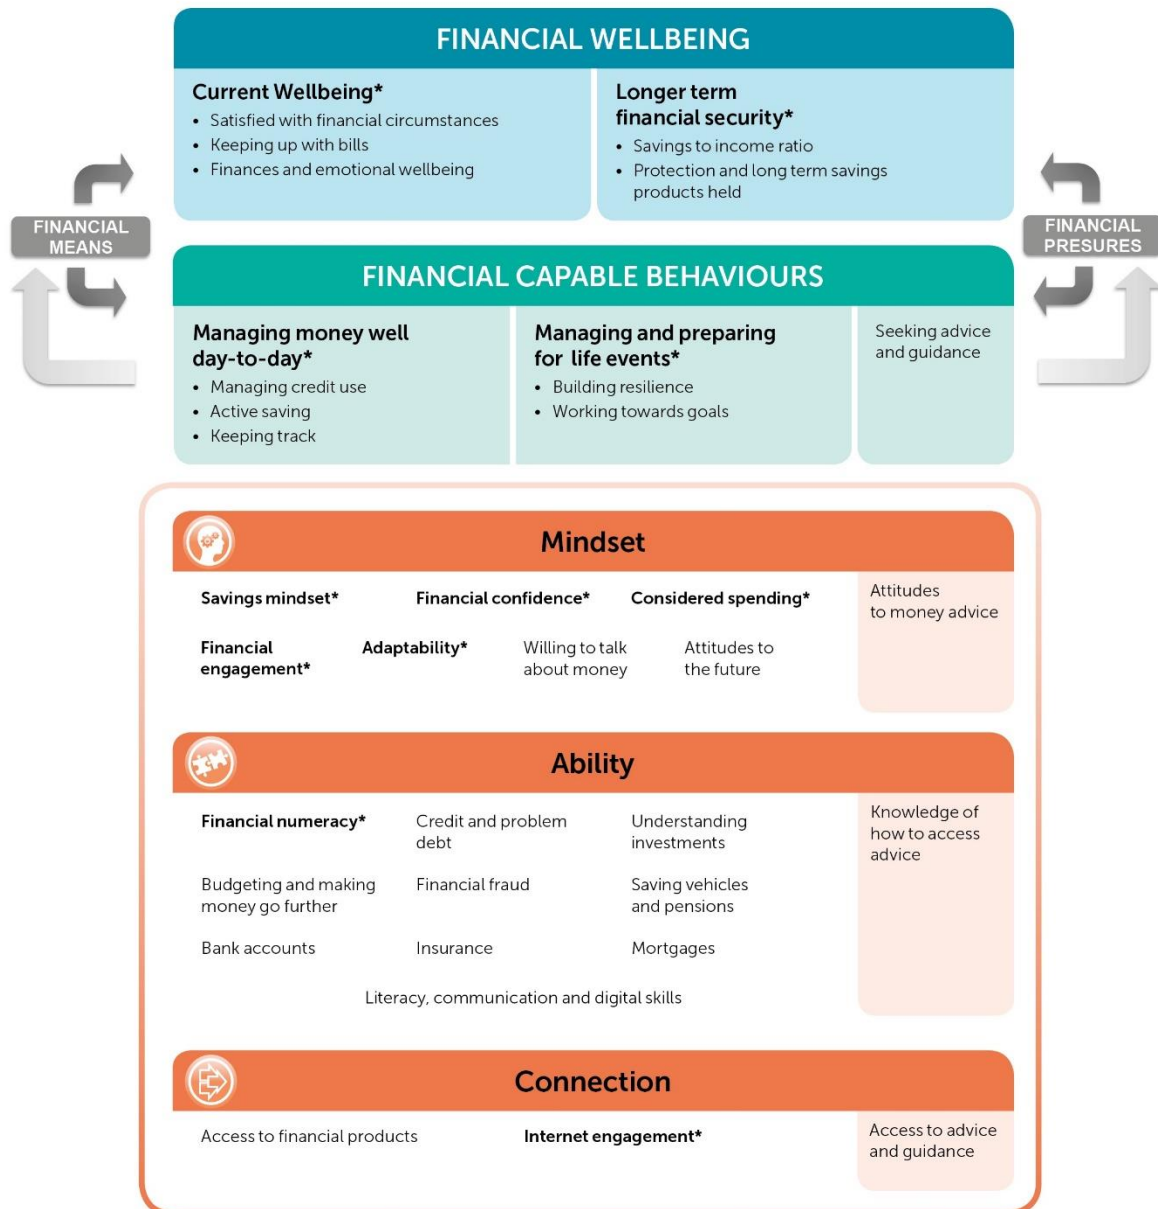 FINANCIAL WELLBEING
Current Wellbeing*
• Satisfied with financial circumstances
• Keeping up with bills
• Finances and emotional wellbeing
Longer term
financial security*
• Savings to income ratio
• Protection and long term savings
products held
FINANCIAL
MEANS
FINANCIAL
PRESURES
FINANCIAL CAPABLE BEHAVIOURS
Managing money well
day-to-day*
• Managing credit use
• Active saving
• Keeping track
Managing and preparing
for life events*
• Building resilience
• Working towards goals
Seeking advice
and guidance
Mindset
Savings mindset*
Financial confidence*
Considered spending*
Financial
engagement*
Adaptability*
Willing to talk
about money
Attitudes to
the future
Attitudes
to money advice
Ability
Financial numeracy*
Credit and problem
debt
Understanding
investments
Budgeting and making
money go further
Financial fraud
Saving vehicles
and pensions
Bank accounts
Insurance
Mortgages
Literacy, communication and digital skills
Knowledge of
how to access
advice
Connection
Access to financial products
Internet engagement*
Access to advice
and guidance